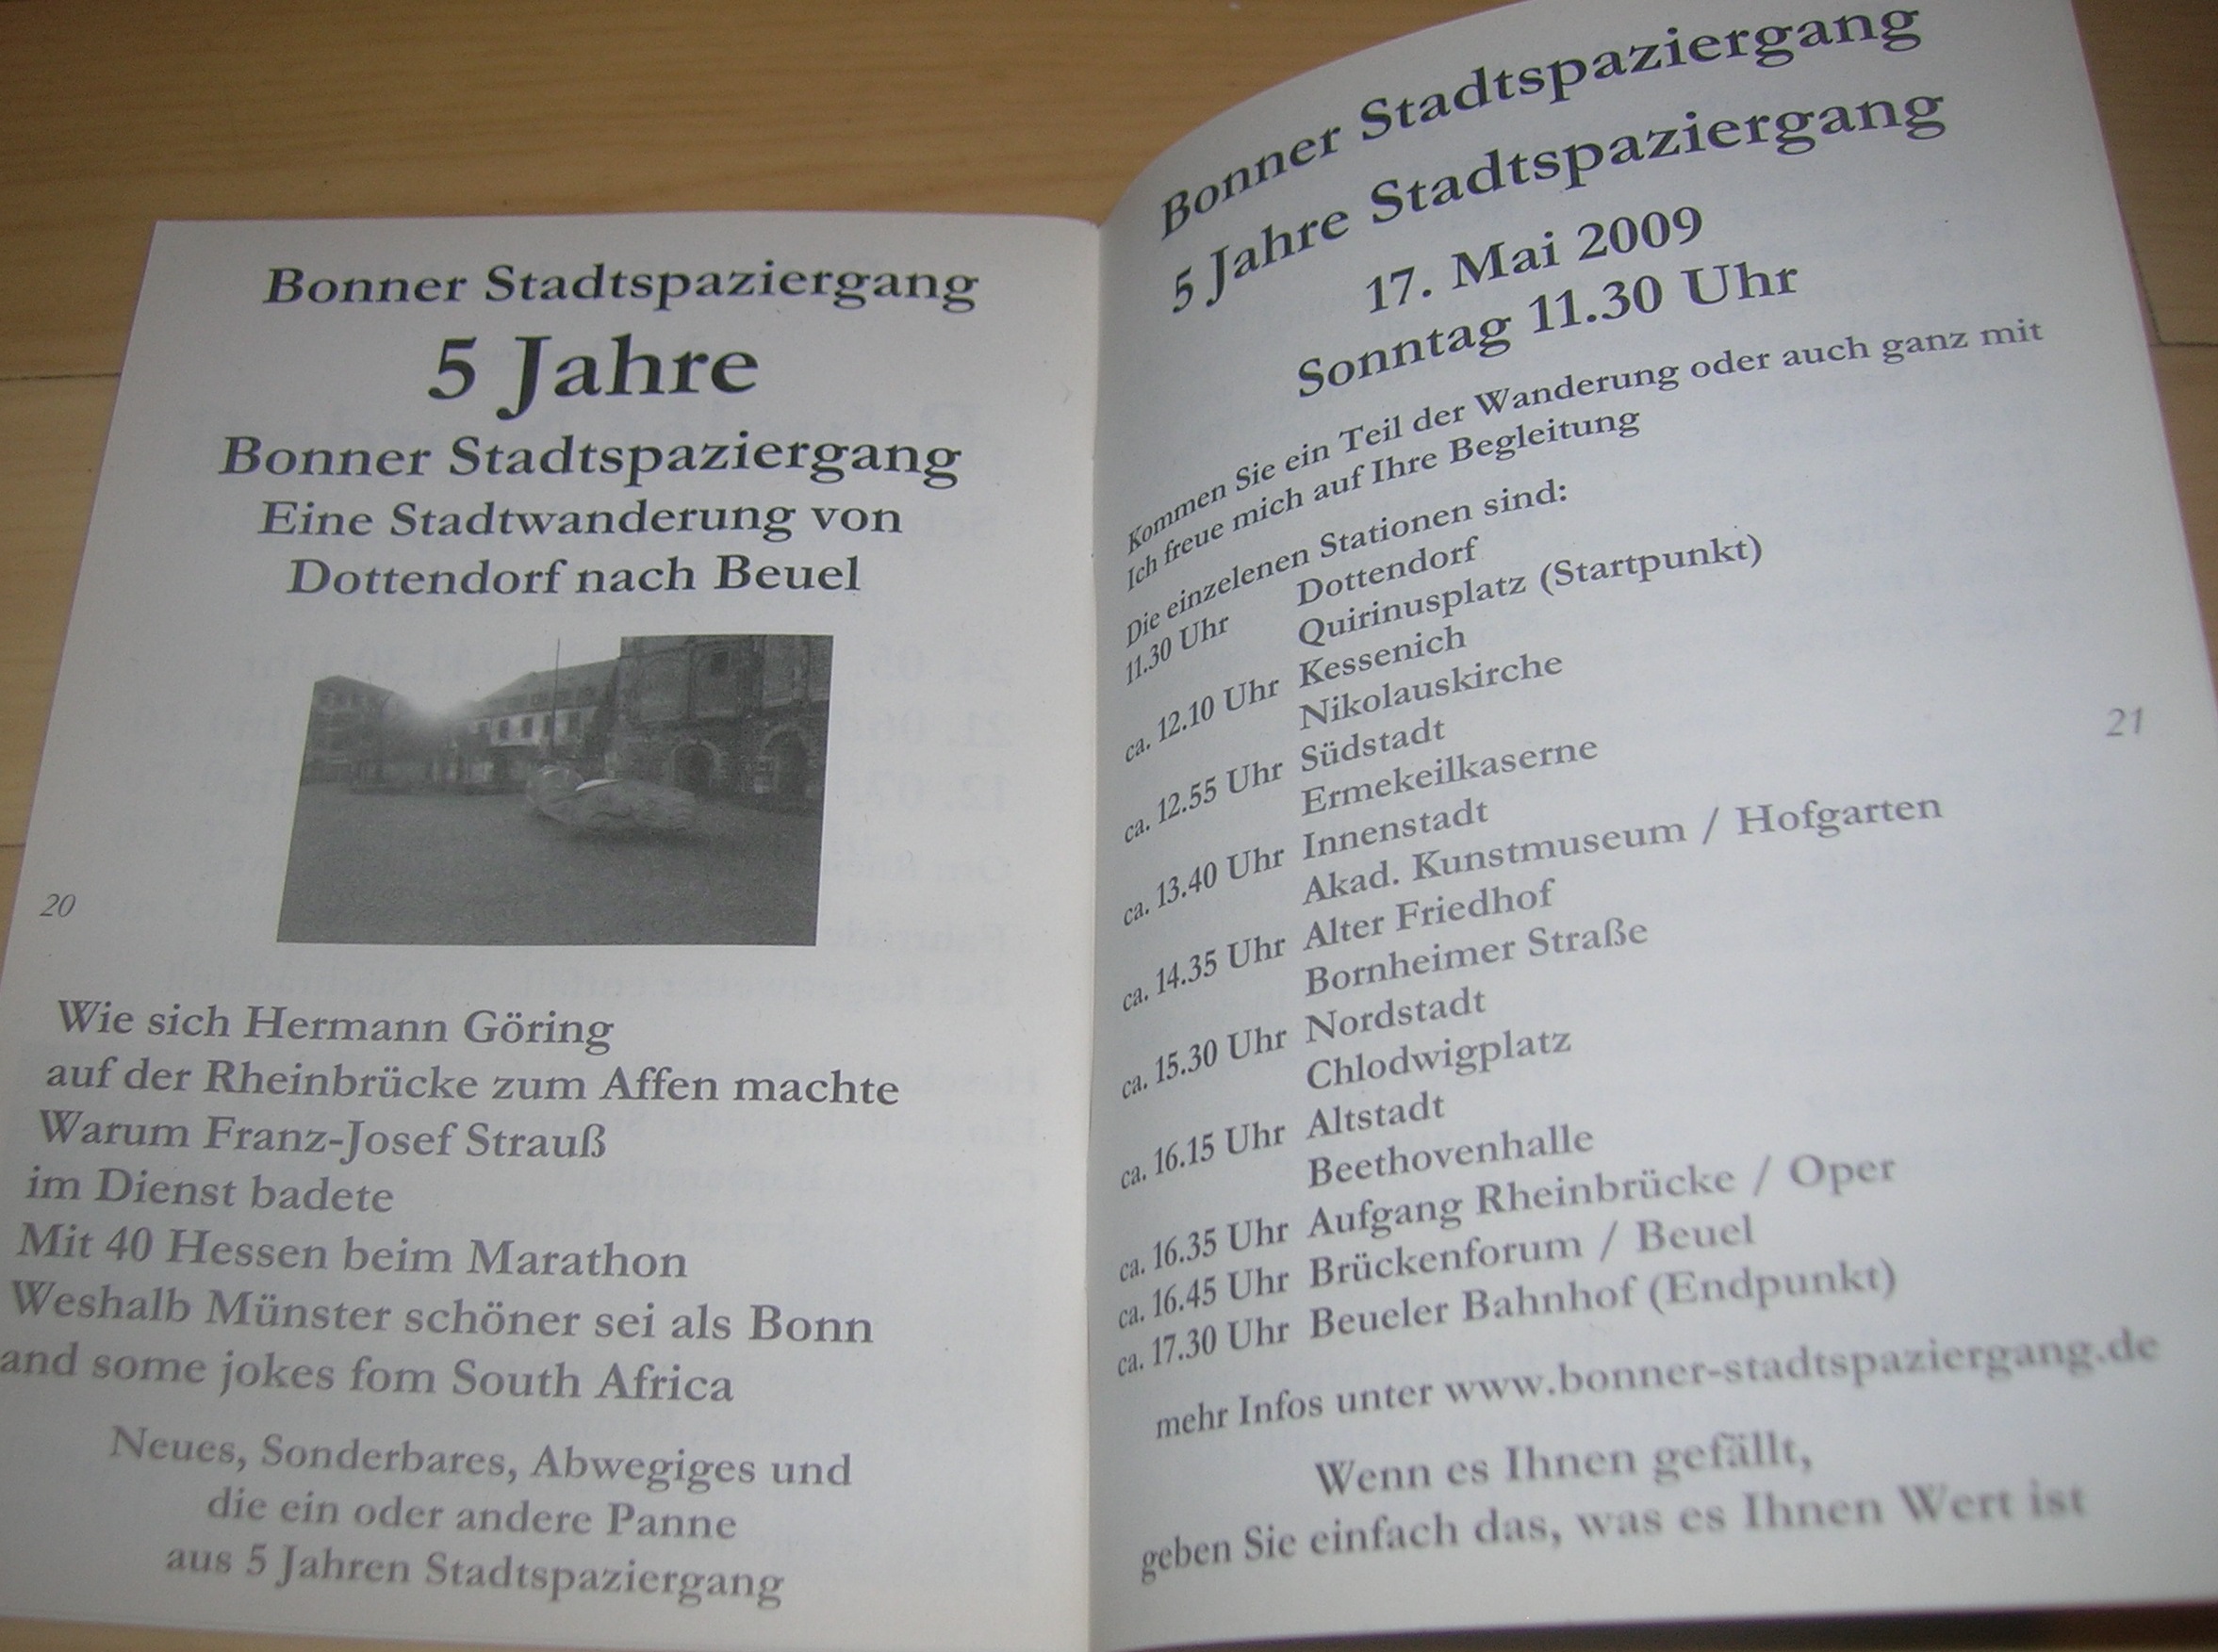 Bonner Stadtspaziergang
5 Jahre
Bonner Stadtspaziergang
Eine Stadtwanderung von
Dottendorf nach Beuel
20
Wie sich Hermann Göring
auf der Rheinbrücke zum Affen machte
Warum Franz-Josef Strauß
im Dienst badete
Mit 40 Hessen beim Marathon
Weshalb Münster schöner sei als Bonn
and some jokes fom South Africa
Neues, Sonderbares, Abwegiges und
die ein oder andere Panne
aus 5 Jahren Stadtspaziergang
Bonner Stadtspaziergang
5 Jahre Stadtspaziergang
17. Mai 2009
Sonntag 11.30 Uhr
Kommen Sie ein Teil der Wanderung oder auch ganz mit
Ich freue mich auf Ihre Begleitung
Die einzelenen Stationen sind:
11.30 Uhr Dottendorf
Quirinusplatz (Startpunkt)
ca. 12.10 Uhr Kessenich
Nikolauskirche
ca. 12.55 Uhr Südstadt
Ermekeilkaserne
ca. 13.40 Uhr Innenstadt
Akad. Kunstmuseum / Hofgarten
ca. 14.35 Uhr Alter Friedhof
Bornheimer Straße
ca. 15.30 Uhr Nordstadt
Chlodwigplatz
ca. 16.15 Uhr Altstadt
Beethovenhalle
ca. 16.35 Uhr Aufgang Rheinbrücke / Oper
ca. 16.45 Uhr Brückenforum / Beuel
ca. 17.30 Uhr Beueler Bahnhof (Endpunkt)
mehr Infos unter www.bonner-stadtspaziergang.de
Wenn es Ihnen gefällt,
geben Sie einfach das, was es Ihnen Wert ist
21